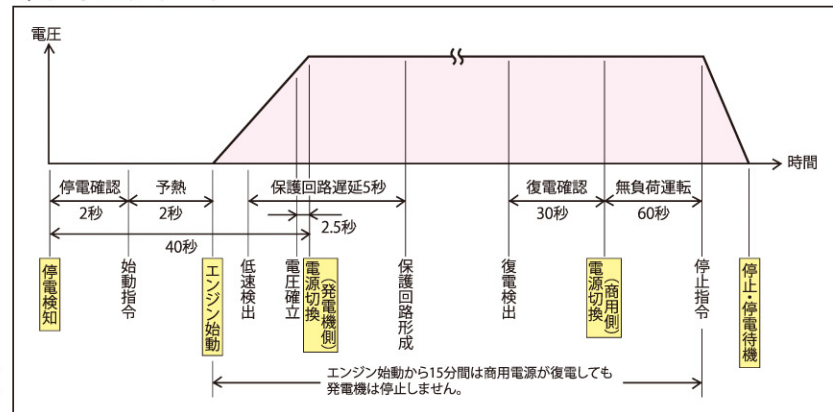 電圧
時間
停電確認
2秒
予熱
2秒
保護回路遅延5秒
2.5秒
40秒
復電確認
30秒
無負荷運転
60秒
停電検知
始動指令
エンジン始動
低速検出
電圧確立
電源切換
(発電機側)
保護回路形成
復電検出
電源切換
(商用側)
停止指令
停止・停電待機
エンジン始動から15分間は商用電源が復電しても
発電機は停止しません。